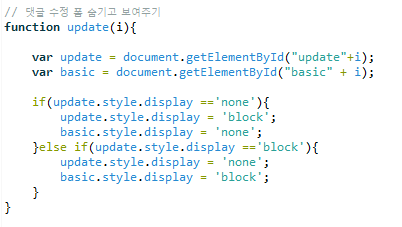 // 댓글 수정 폼 숨기고 보여주기
function update(i){
var update = document.getElementById("update"+i);
var basic = document.getElementById("basic" + i);
if(update.style.display =='none'){
update.style.display = 'block';
basic.style.display = 'none';
}else if(update.style.display =='block'){
update.style.display = 'none';
basic.style.display = 'block';
}
}